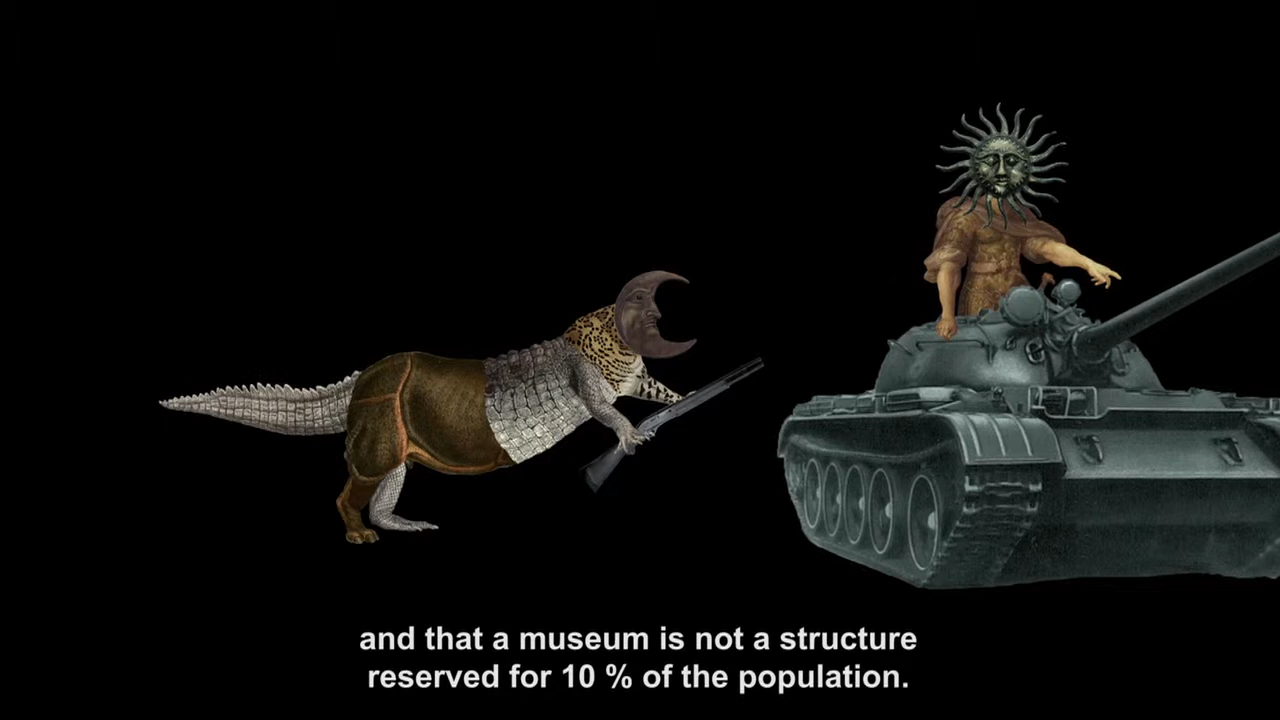 and that a museum is not a structure
reserved for 10 % of the population.